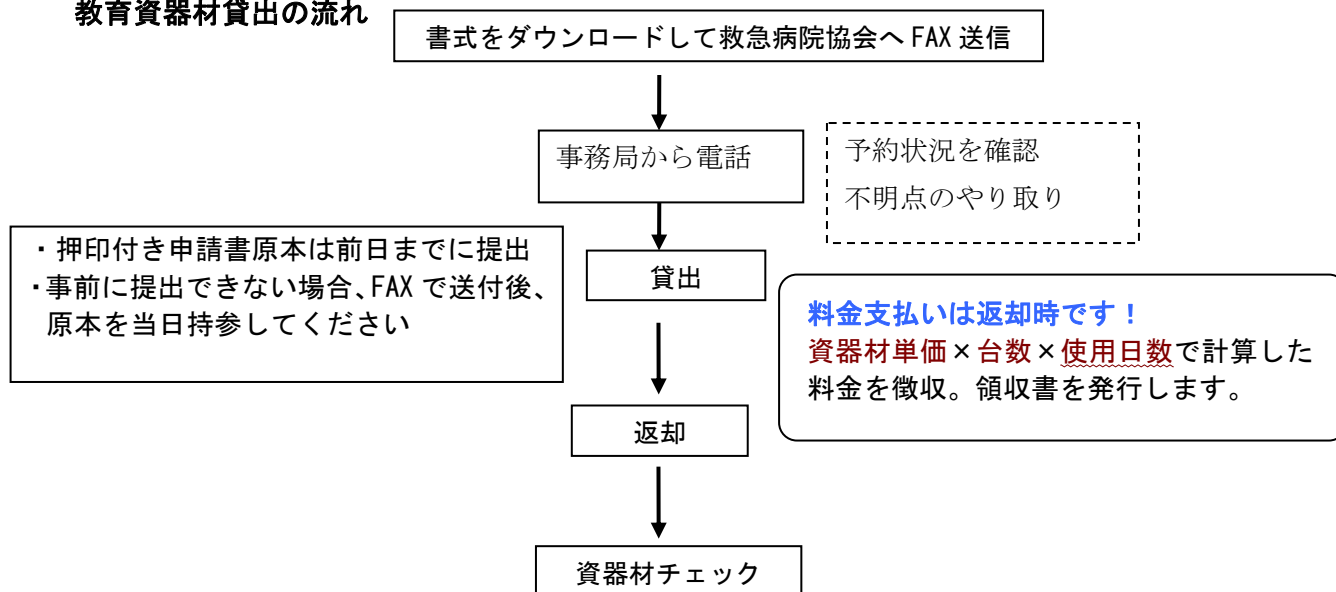 教育資器材貸出の流れ
書式をダウンロードして救急病院協会へ FAX 送信
事務局から電話
予約状況を確認
不明点のやり取り
・押印付き申請書原本は前日までに提出
・事前に提出できない場合、FAX で送付後、
原本を当日持参してください
貸出
料金支払いは返却時です！
資器材単価×台数×使用日数で計算した
料金を徴収。領収書を発行します。
返却
資器材チェック